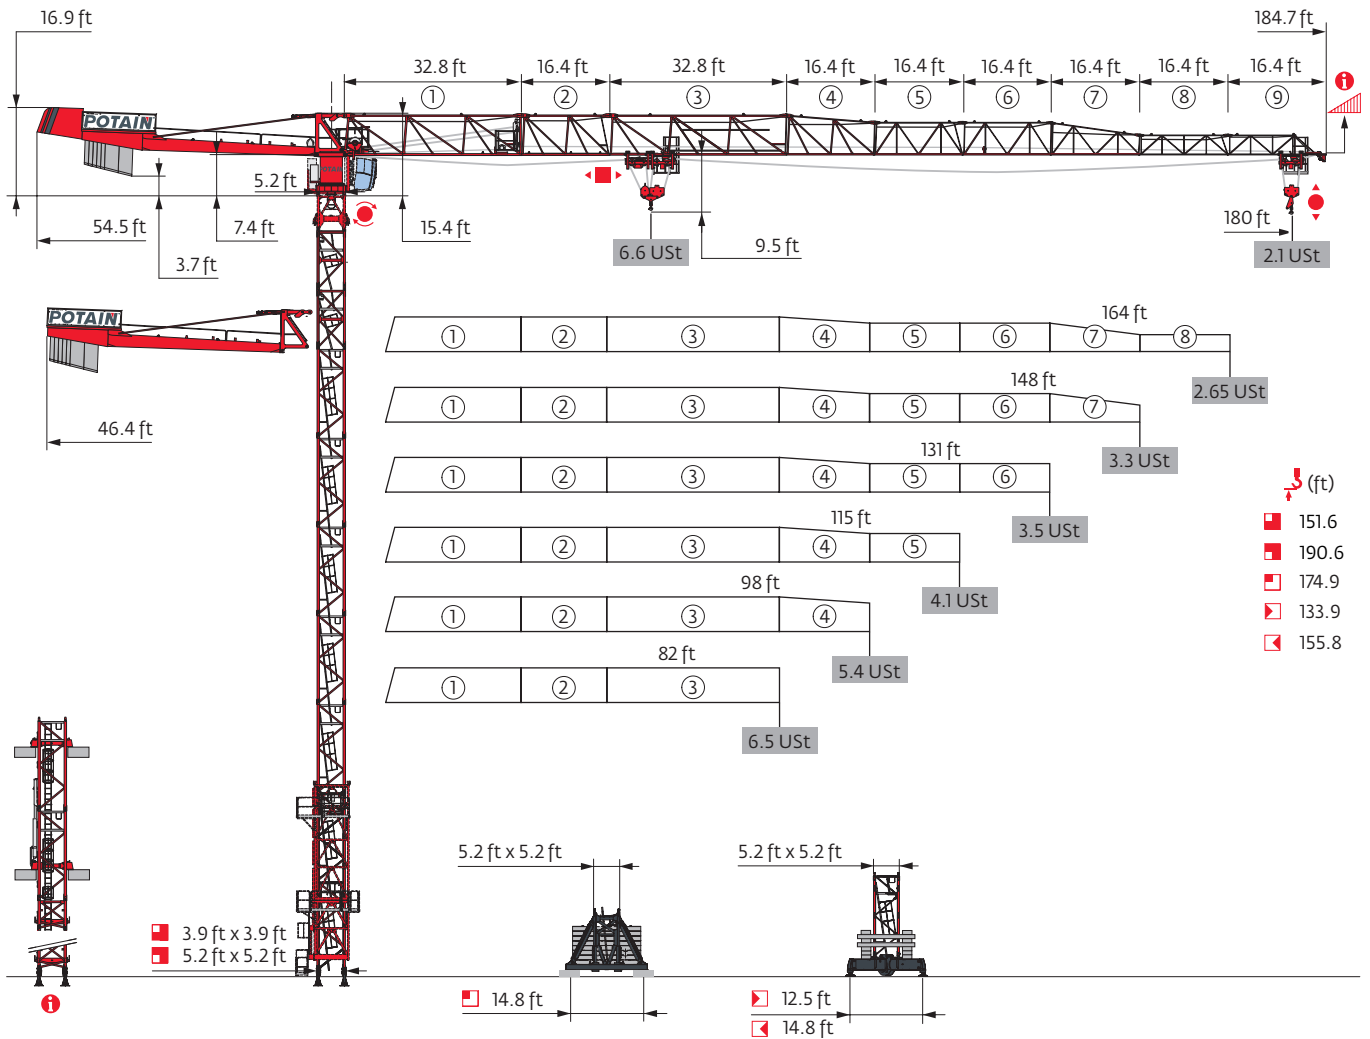 16.9 ft
184.7 ft
32.8 ft 16.4 ft 32.8 ft 16.4 ft 16.4 ft 16.4 ft 16.4 ft 16.4 ft 16.4 ft
① ② ③ ④ ⑤ ⑥ ⑦ ⑧ ⑨
i
POTAIN
5.2 ft
54.5 ft
7.4 ft
15.4 ft
3.7 ft
6.6 USt
9.5 ft
180 ft
2.1 USt
POTAIN
46.4 ft
164 ft
① ② ③ ④ ⑤ ⑥ ⑦ ⑧
2.65 USt
148 ft
① ② ③ ④ ⑤ ⑥ ⑦
3.3 USt
131 ft
① ② ③ ④ ⑤ ⑥
3.5 USt
115 ft
① ② ③ ④ ⑤
4.1 USt
98 ft
① ② ③ ④
5.4 USt
82 ft
① ② ③
6.5 USt
(ft)
151.6
190.6
174.9
133.9
155.8
3.9 ft x 3.9 ft
5.2 ft x 5.2 ft
i
5.2 ft x 5.2 ft
14.8 ft
5.2 ft x 5.2 ft
12.5 ft
14.8 ft